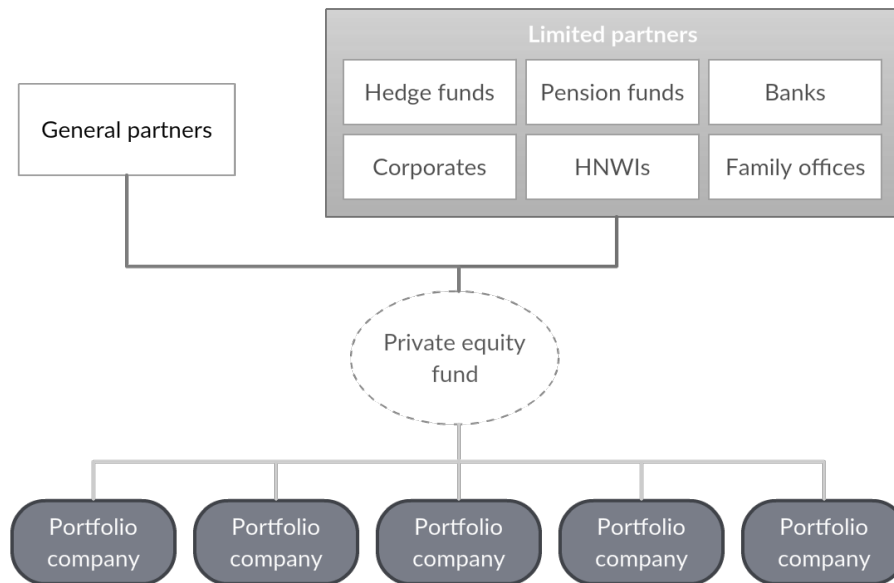 Limited partners
Hedge funds
Pension funds
Banks
General partners
Corporates
HNWIs
Family offices
Private equity
fund
Portfolio
company
Portfolio
company
Portfolio
company
Portfolio
company
Portfolio
company